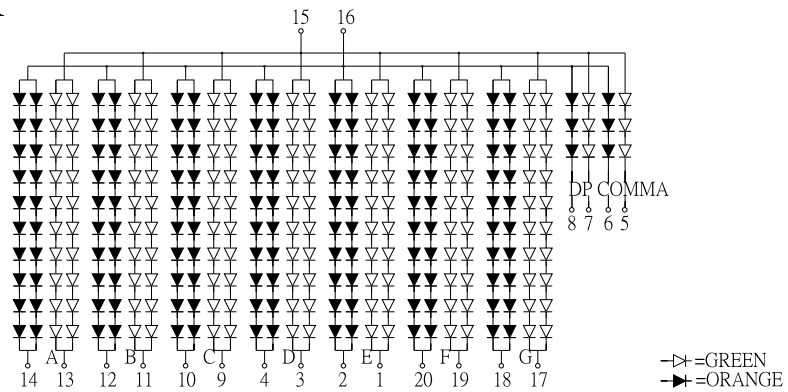 15 16
DP COMMA
8 7 6 5
A B C D E F G
14 13 12 11 10 9 4 3 2 1 20 19 18 17
=GREEN
=ORANGE